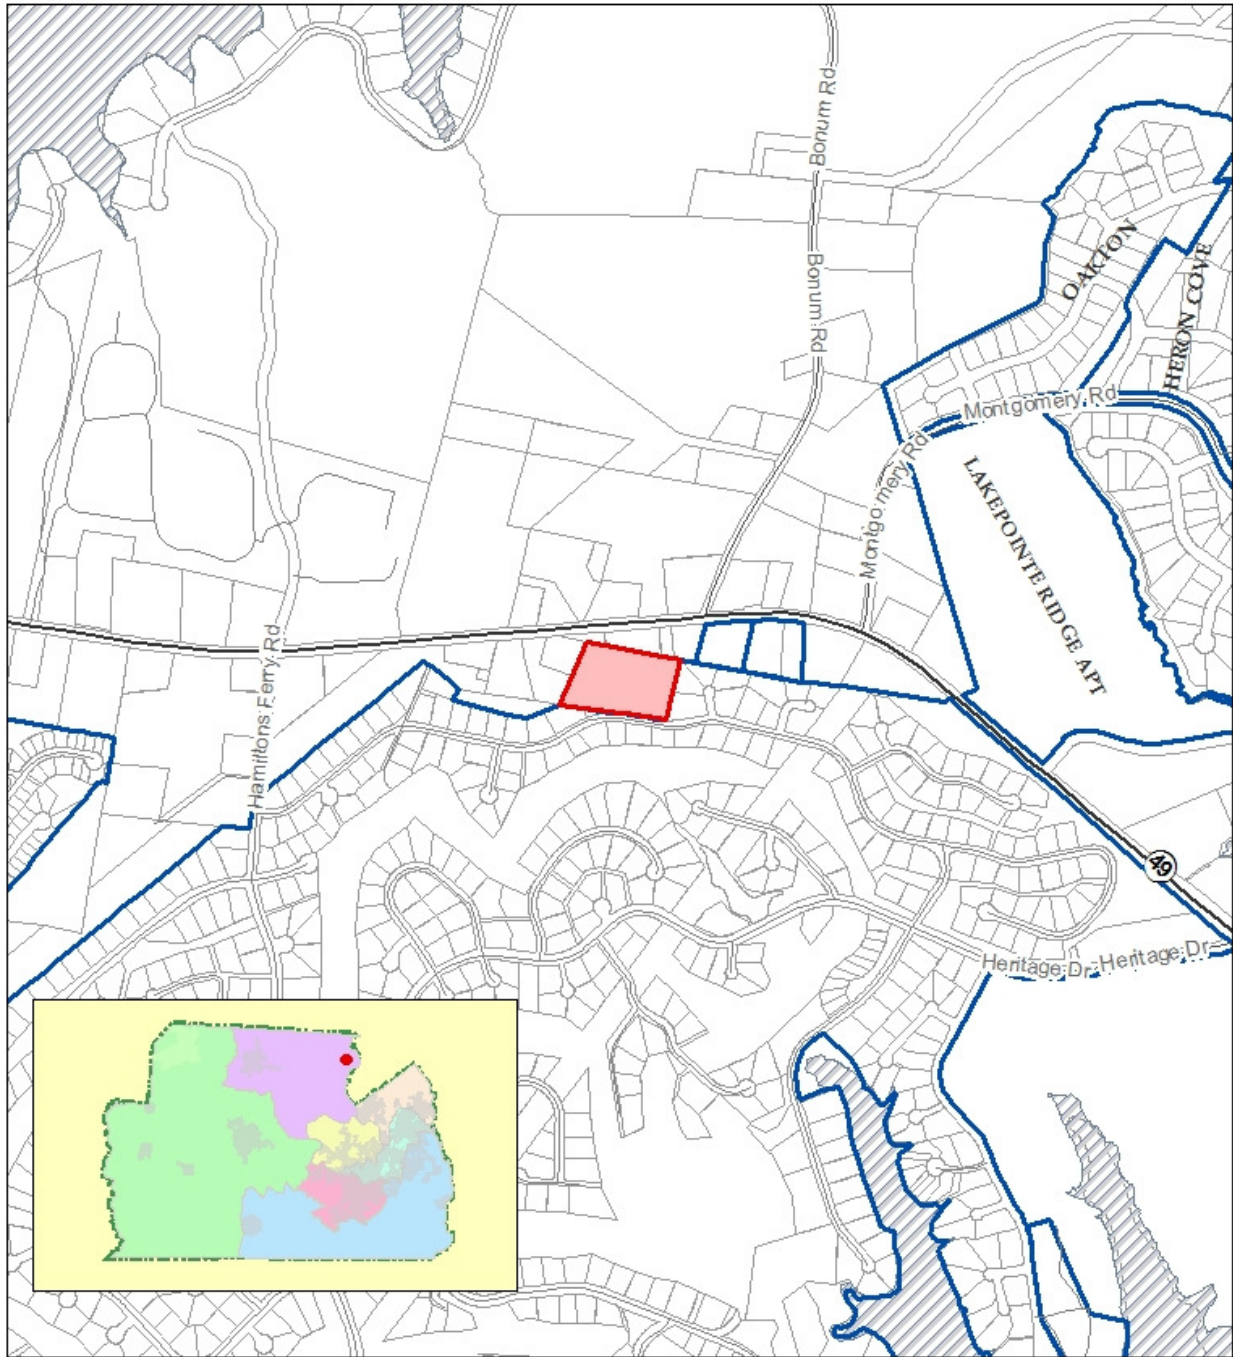 Bonum Rd
Bonum Rd
OAKTON
HERON COVE
Montgomery Rd
Montgomery Rd
LAKEPOINTE RIDGE APT
Hamiltons Ferry Rd
49
Heritage Dr
Heritage Dr